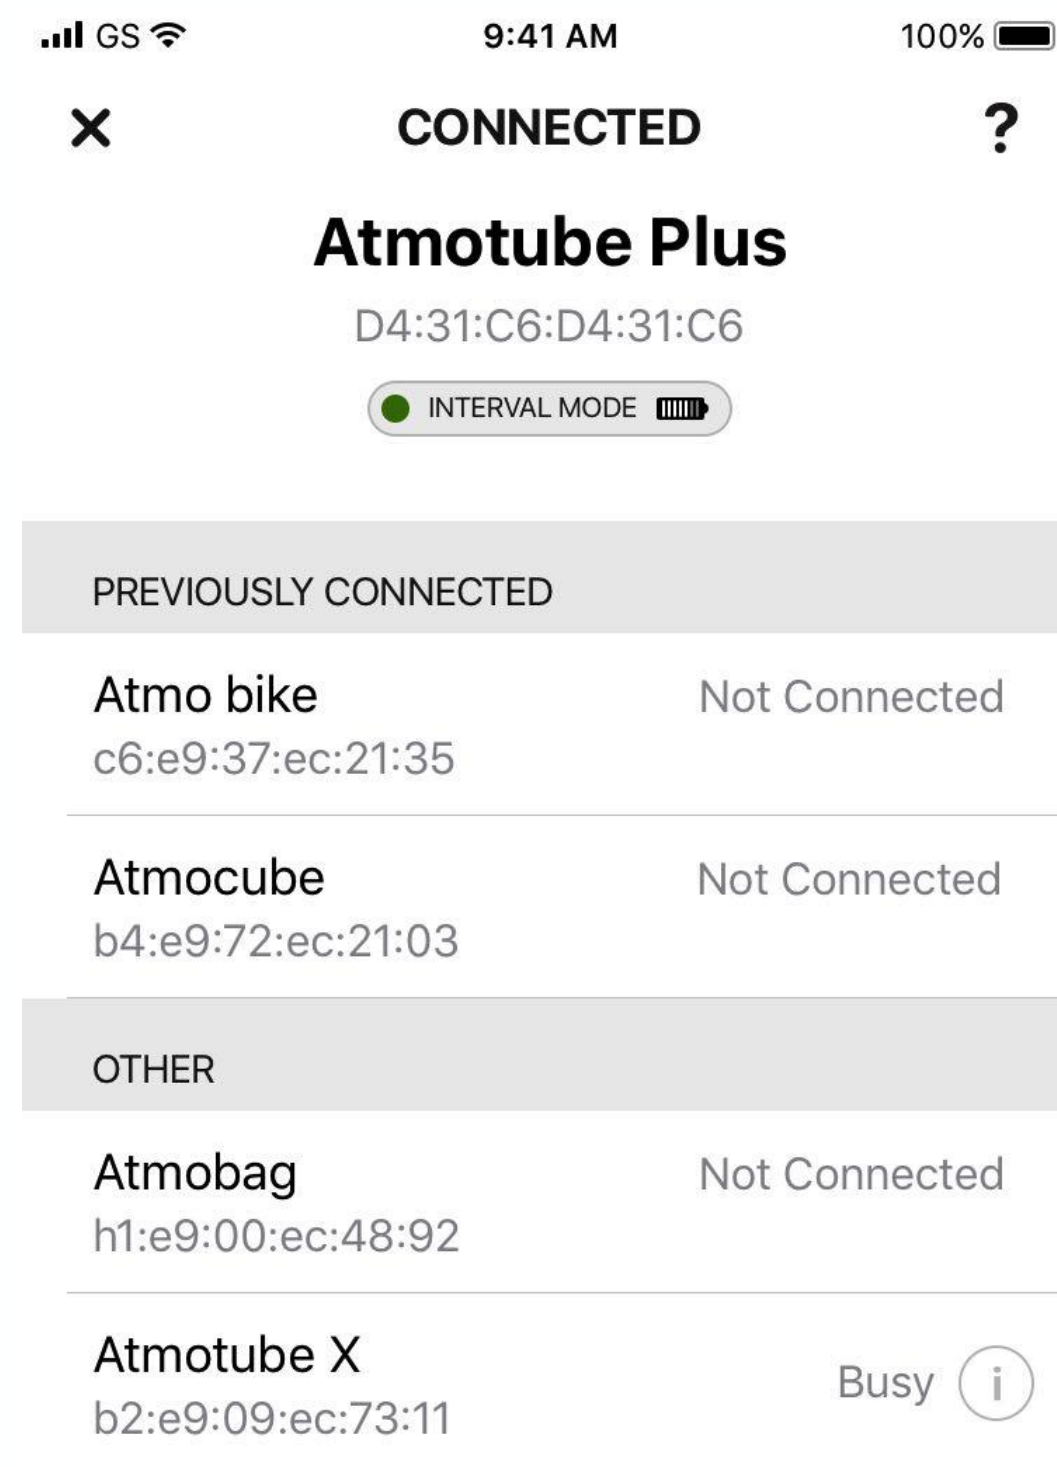 GS 9:41 AM 100%
CONNECTED ?
Atmotube Plus
D4:31:C6:D4:31:C6
INTERVAL MODE
PREVIOUSLY CONNECTED
Atmo bike Not Connected
c6:e9:37:ec:21:35
Atmocube Not Connected
b4:e9:72:ec:21:03
OTHER
Atmobag Not Connected
h1:e9:00:ec:48:92
Atmotube X Busy i
b2:e9:09:ec:73:11